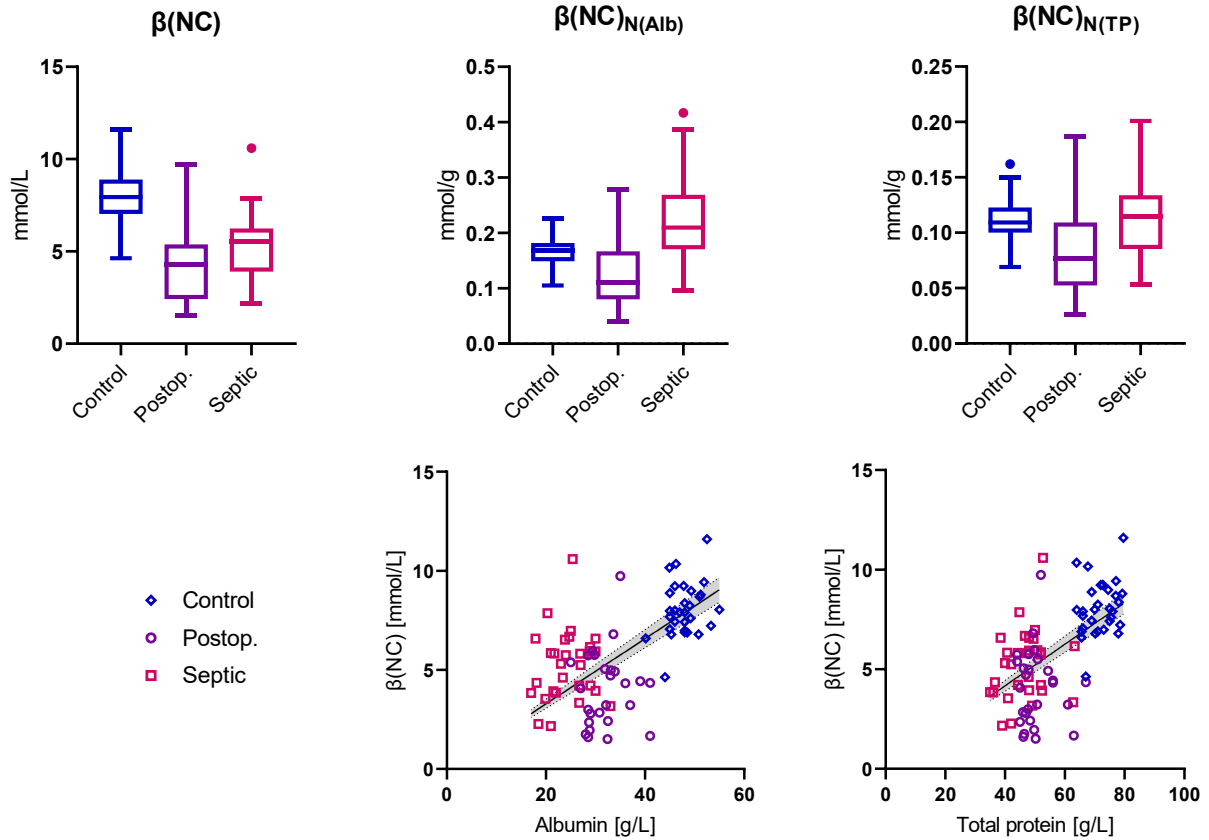 β(NC)
β(NC)N(Alb)
β(NC)N(TP)
15
10
5
0
mmol/L
Control
Postop.
Septic
0.5
0.4
0.3
0.2
0.1
0.0
mmol/g
Control
Postop.
Septic
0.25
0.20
0.15
0.10
0.05
0.00
mmol/g
Control
Postop.
Septic
Control
Postop.
Septic
15
10
5
0
β(NC) [mmol/L]
0 20 40 60
Albumin [g/L]
15
10
5
0
β(NC) [mmol/L]
0 20 40 60 80 100
Total protein [g/L]